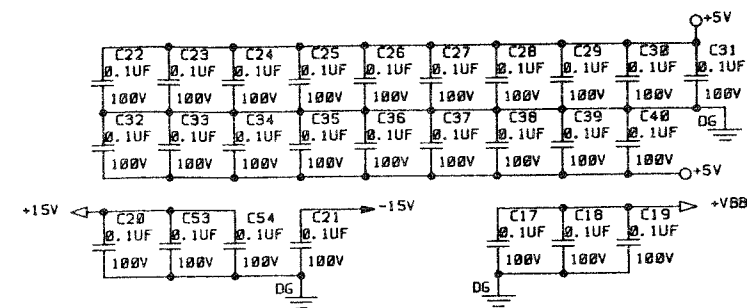 +5V
C22 C23 C24 C25 C26 C27 C28 C29 C30 C31
0.1UF 0.1UF 0.1UF 0.1UF 0.1UF 0.1UF 0.1UF 0.1UF 0.1UF 0.1UF
100V 100V 100V 100V 100V 100V 100V 100V 100V 100V
C32 C33 C34 C35 C36 C37 C38 C39 C40 DG
0.1UF 0.1UF 0.1UF 0.1UF 0.1UF 0.1UF 0.1UF 0.1UF 0.1UF
100V 100V 100V 100V 100V 100V 100V 100V 100V
+5V
+15V -15V +VBB
C20 C53 C54 C21 C17 C18 C19
0.1UF 0.1UF 0.1UF 0.1UF 0.1UF 0.1UF 0.1UF
100V 100V 100V 100V 100V 100V 100V
DG DG